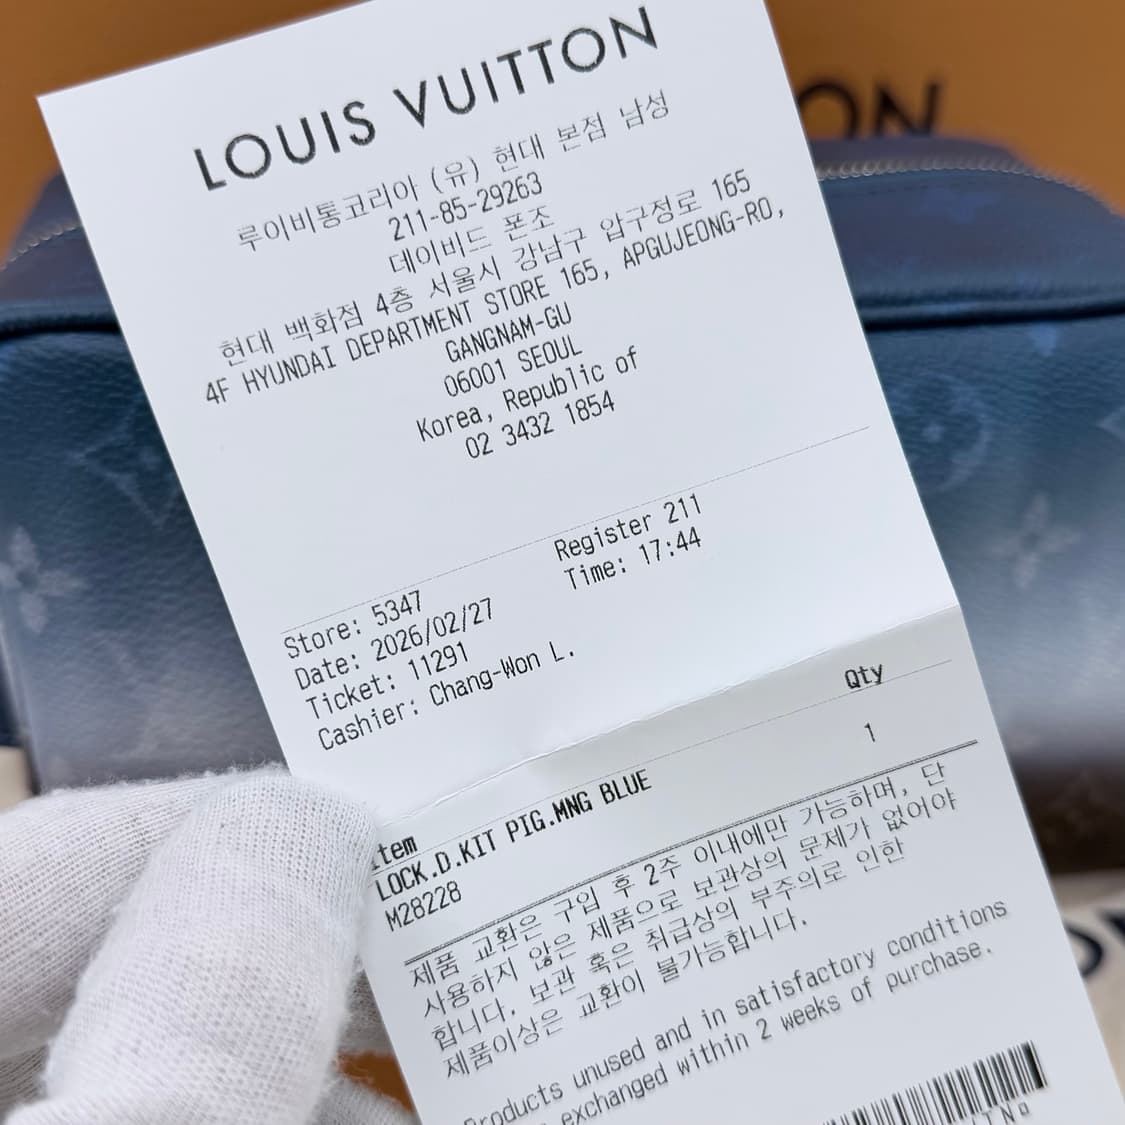 LOUIS VUITTON
루이비통코리아 (유) 현대 본점 남성
211-85-29263
데이비드 폰조
현대 백화점 4층 서울시 강남구 압구정로 165
4F HYUNDAI DEPARTMENT STORE 165, APGUJEONG-RO,
GANGNAM-GU
06001 SEOUL
Korea, Republic of
02 3432 1854
Store: 5347 Register 211
Date: 2026/02/27 Time: 17:44
Ticket: 11291
Cashier: Chang-Won L.
Item Qty
LOCK.D.KIT PIG.MNG BLUE 1
M28228
제품 교환은 구입 후 2주 이내에만 가능하며, 단
사용하지 않은 제품으로 보관상의 문제가 없어야
합니다. 보관 혹은 취급상의 부주의로 인한
제품이상은 교환이 불가능합니다.
Products unused and in satisfactory conditions
exchanged within 2 weeks of purchase.
ON